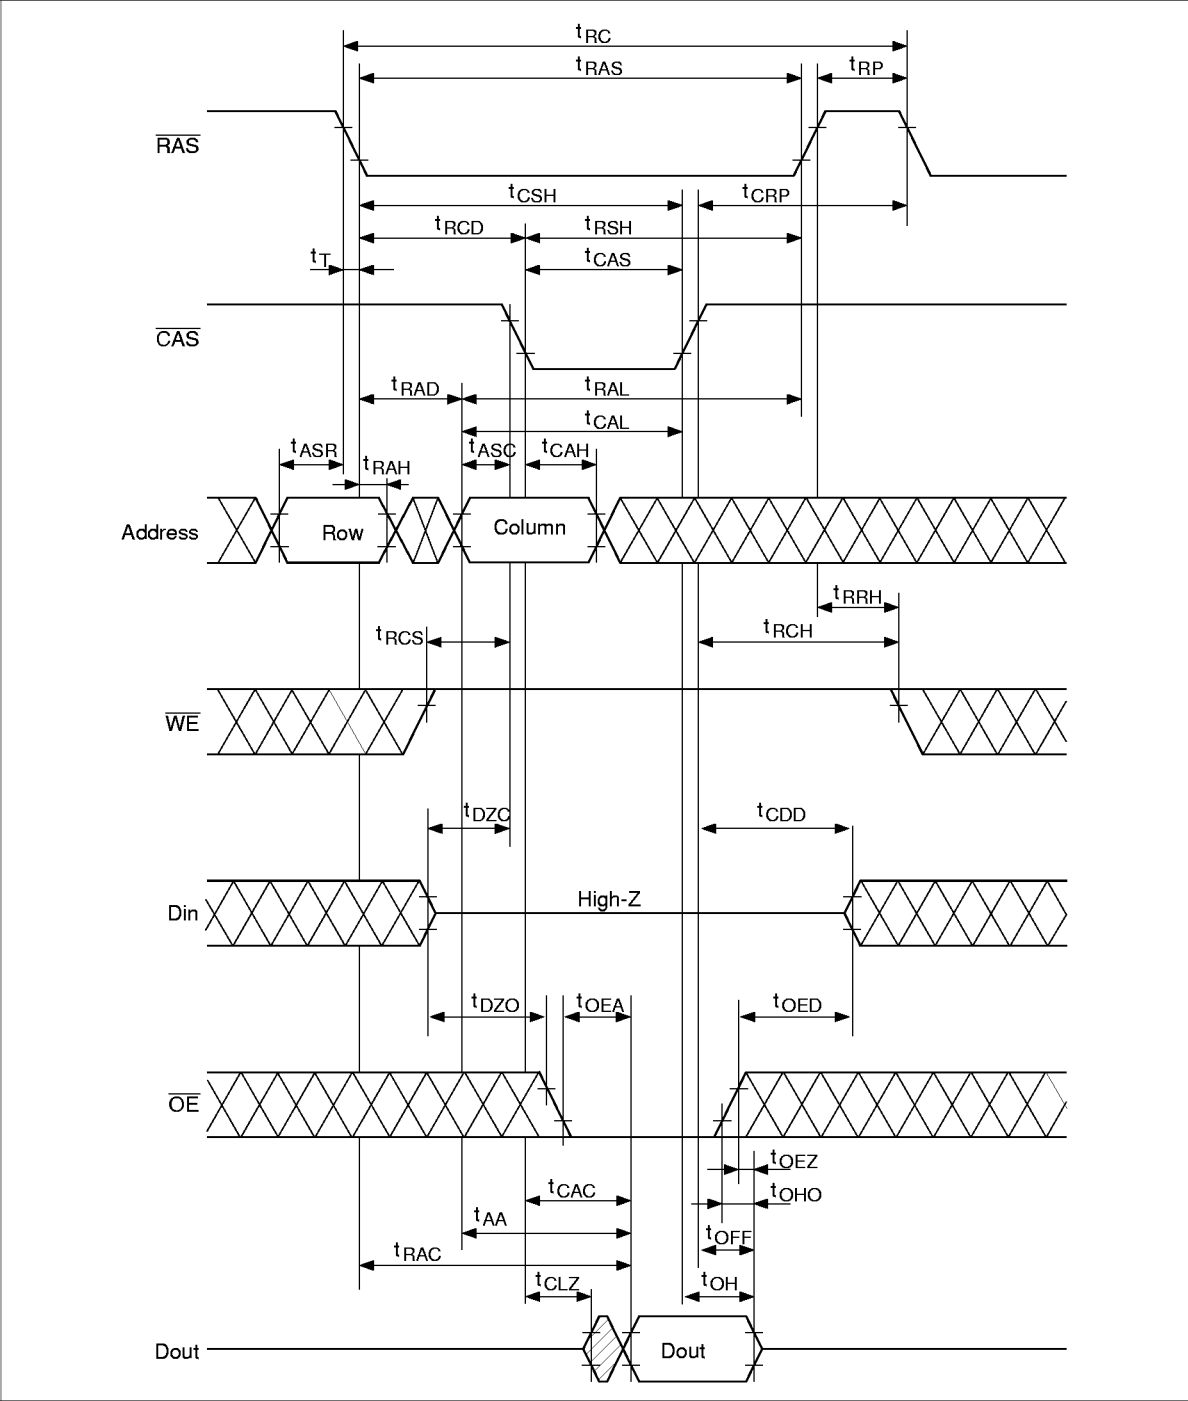 tRC
tRAS
tRP
RAS
tCSH
tCRP
tRCD
tRSH
tT
tCAS
CAS
tRAD
tRAL
tCAL
tASR
tASC
tCAH
tRAH
Address
Row
Column
tRRH
tRCS
tRCH
WE
tDZC
tCDD
High-Z
Din
tDZO
tOEA
tOED
OE
tOEZ
tCAC
tOHO
tAA
tOFF
tRAC
tCLZ
tOH
Dout
Dout